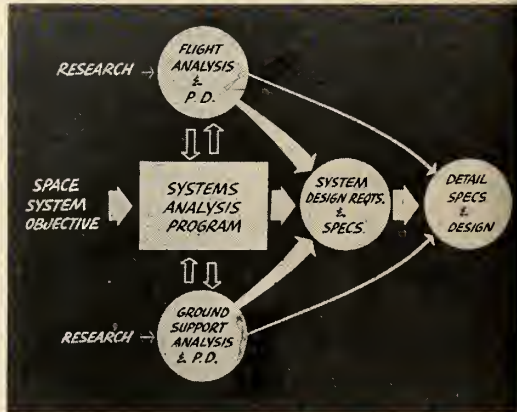 RESEARCH
FLIGHT
ANALYSIS
&
P.D.
SPACE
SYSTEM
OBJECTIVE
SYSTEMS
ANALYSIS
PROGRAM
SYSTEM
DESIGN REQTS.
&
SPECS.
DETAIL
SPECS
&
DESIGN
RESEARCH
GROUND
SUPPORT
ANALYSIS
& P.D.